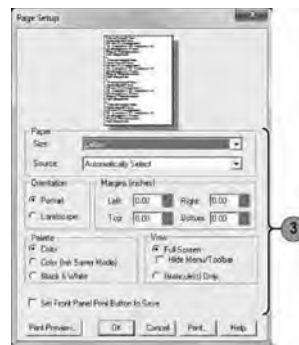 Page Setup
Paper
Size:
Source:
Automatically Select
Orientation
Margins (inches)
Portrait
Left:
0.00
Right:
0.00
Landscape
Top:
0.00
Bottom:
0.00
Palette
View
Color
Full Screen
Color (Ink Saver Mode)
Hide Menu/Toolbar
Black & White
Only
Set Front Panel Print Button to Save
Print Preview...
OK
Cancel
Print...
Help
3